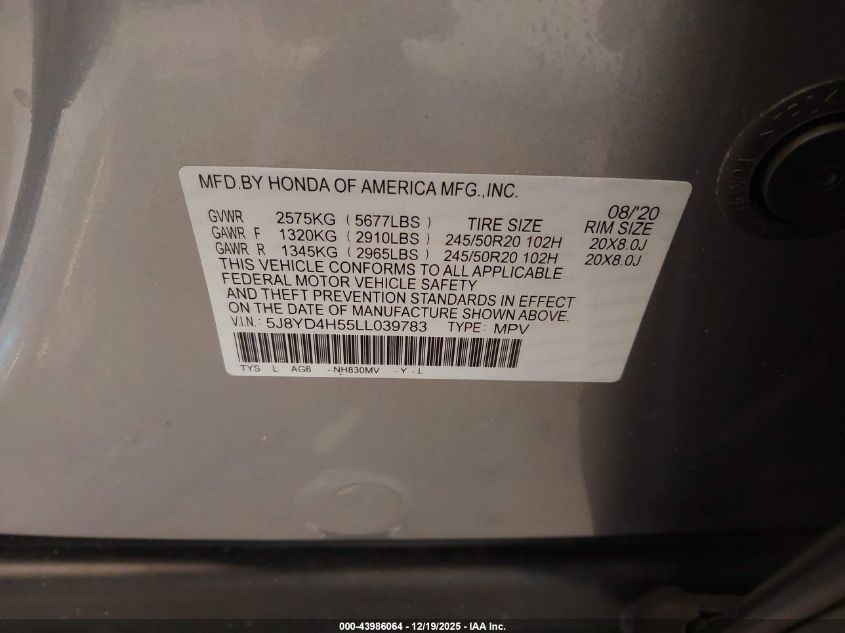 MFD.BY HONDA OF AMERICA MFG.,INC.
08/'20
GVWR 2575KG (5677LBS) TIRE SIZE RIM SIZE
GAWR F 1320KG (2910LBS) 245/50R20 102H 20X8.0J
GAWR R 1345KG (2965LBS) 245/50R20 102H 20X8.0J
THIS VEHICLE CONFORMS TO ALL APPLICABLE
FEDERAL MOTOR VEHICLE SAFETY
AND THEFT PREVENTION STANDARDS IN EFFECT
ON THE DATE OF MANUFACTURE SHOWN ABOVE.
V.I.N.: 5J8YD4H55LL039783 TYPE: MPV
TYS L AG6 -NH830MV -Y-L
HONDA
000-43986064 - 12/19/2025 - IAA Inc.